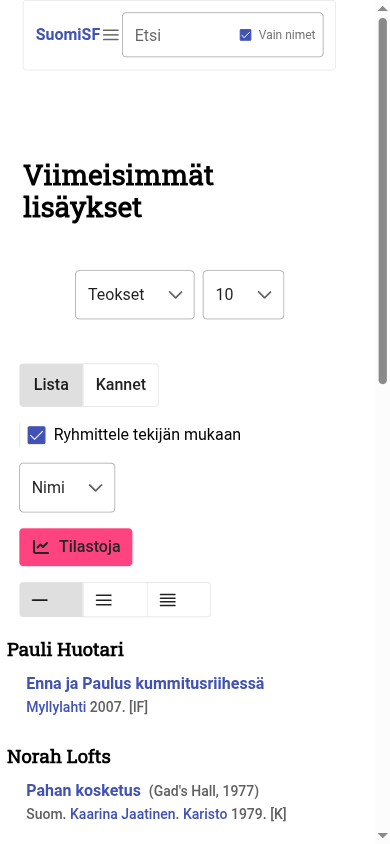 SuomiSF Etsi Vain nimet
Viimeisimmät
lisäykset
Teokset 10
Lista Kannet
Ryhmittele tekijän mukaan
Nimi
Tilastoja
Pauli Huotari
Enna ja Paulus kummitusriihessä
Myllylahti 2007. [IF]
Norah Lofts
Pahan kosketus (Gad's Hall, 1977)
Suom. Kaarina Jaatinen. Karisto 1979. [K]